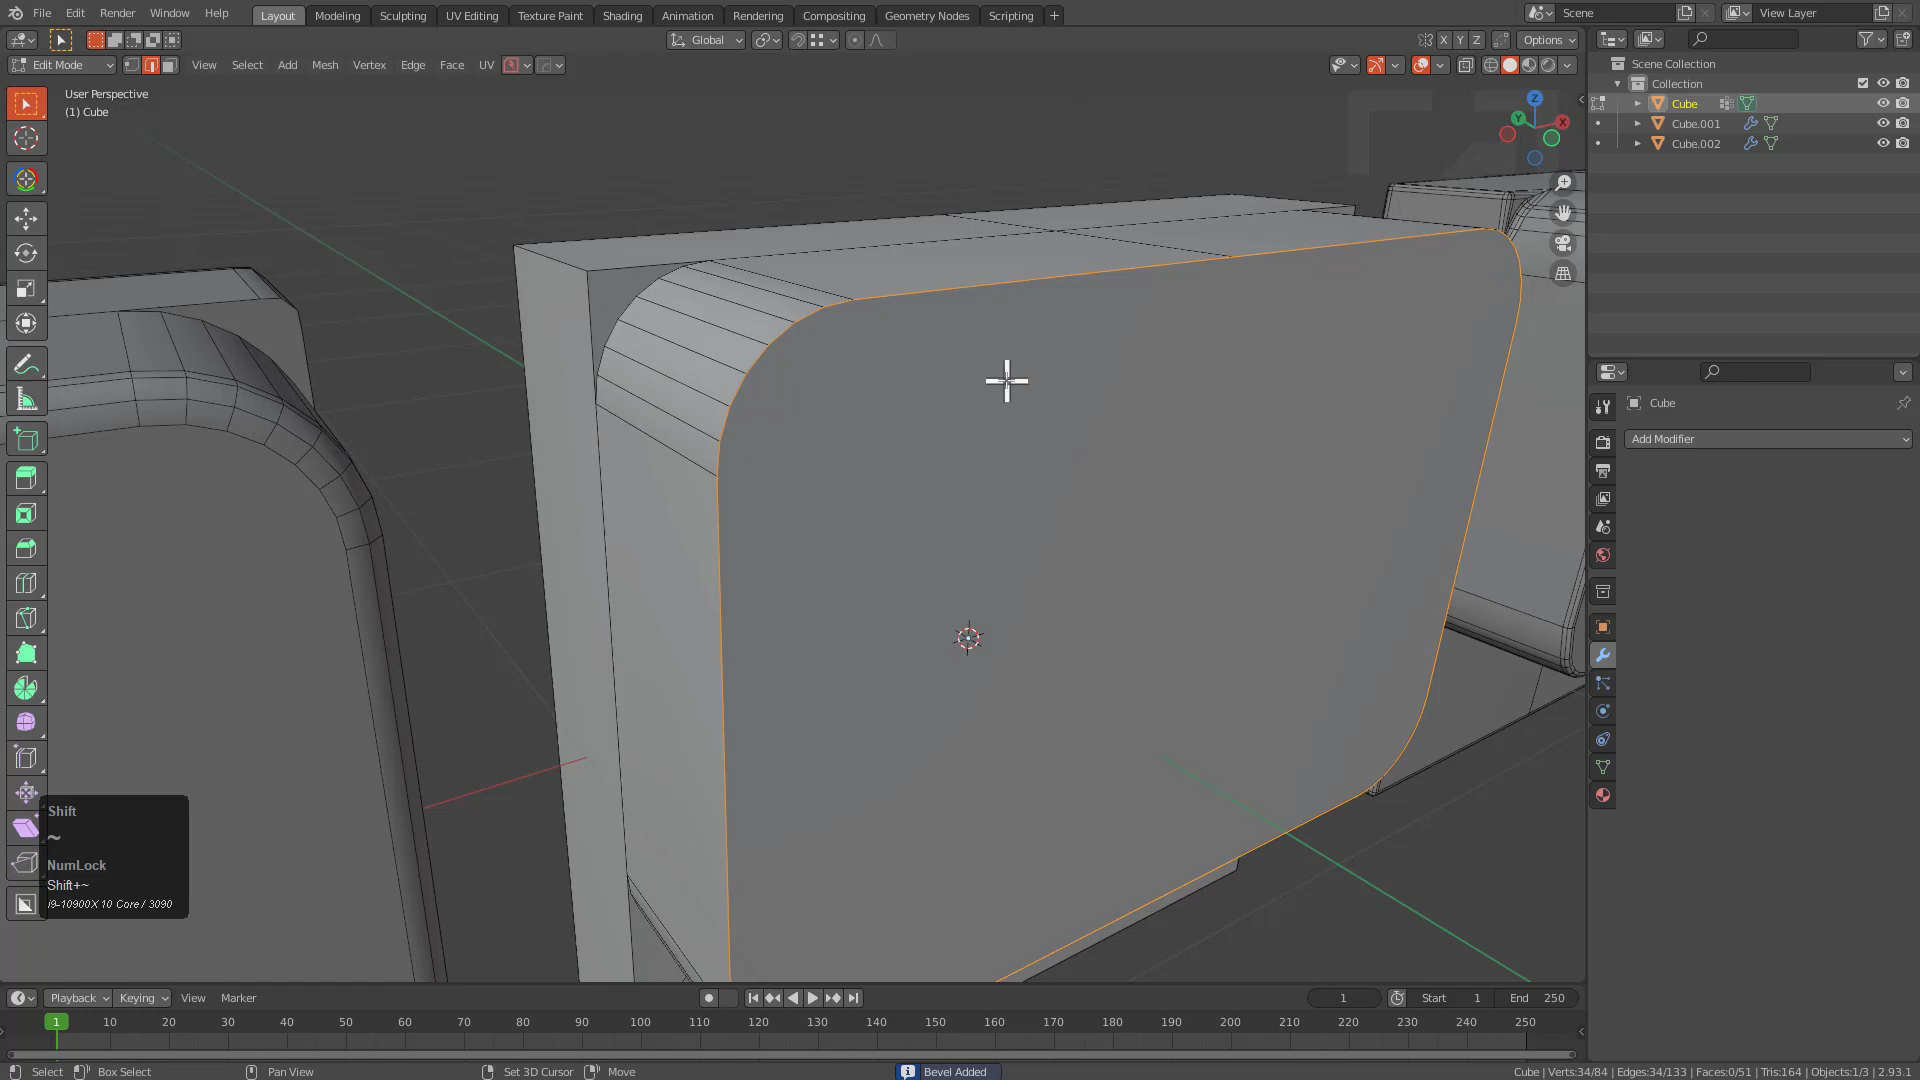 File Edit Render Window Help Layout Modeling Sculpting UV Editing Texture Paint Shading Animation Rendering Compositing Geometry Nodes Scripting + Scene View Layer
Global X Y Z Options
Edit Mode View Select Add Mesh Vertex Edge Face UV
User Perspective
(1) Cube
Z
Y
X
Scene Collection
Collection
Cube
Cube.001
Cube.002
Cube
Add Modifier
Shift
~
NumLock
Shift+~
i9-10900X 10 Core / 3090
Playback Keying View Marker 1 Start 1 End 250
1 10 20 30 40 50 60 70 80 90 100 110 120 130 140 150 160 170 180 190 200 210 220 230 240 250
Select Box Select Pan View Set 3D Cursor Move Bevel Added Cube | Verts:34/84 | Edges:34/133 | Faces:0/51 | Tris:164 | Objects:1/3 | 2.93.1